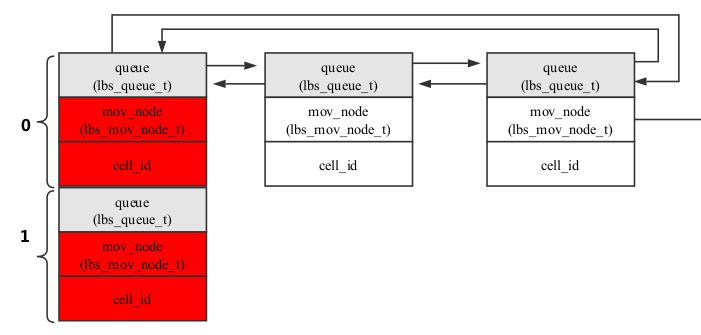 queue
(lbs_queue_t)
queue
(lbs_queue_t)
queue
(lbs_queue_t)
0
mov_node
(lbs_mov_node_t)
mov_node
(lbs_mov_node_t)
mov_node
(lbs_mov_node_t)
cell_id
cell_id
cell_id
queue
(lbs_queue_t)
1
mov_node
(lbs_mov_node_t)
cell_id